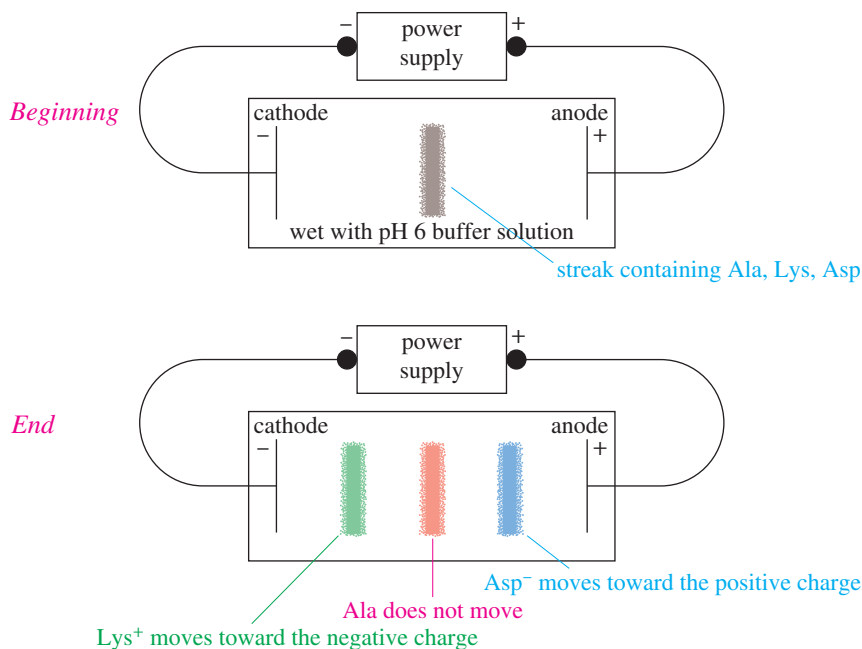 − power supply +
Beginning
cathode anode
− +
wet with pH 6 buffer solution
streak containing Ala, Lys, Asp
− power supply +
End
cathode anode
− +
Asp⁻ moves toward the positive charge
Ala does not move
Lys⁺ moves toward the negative charge